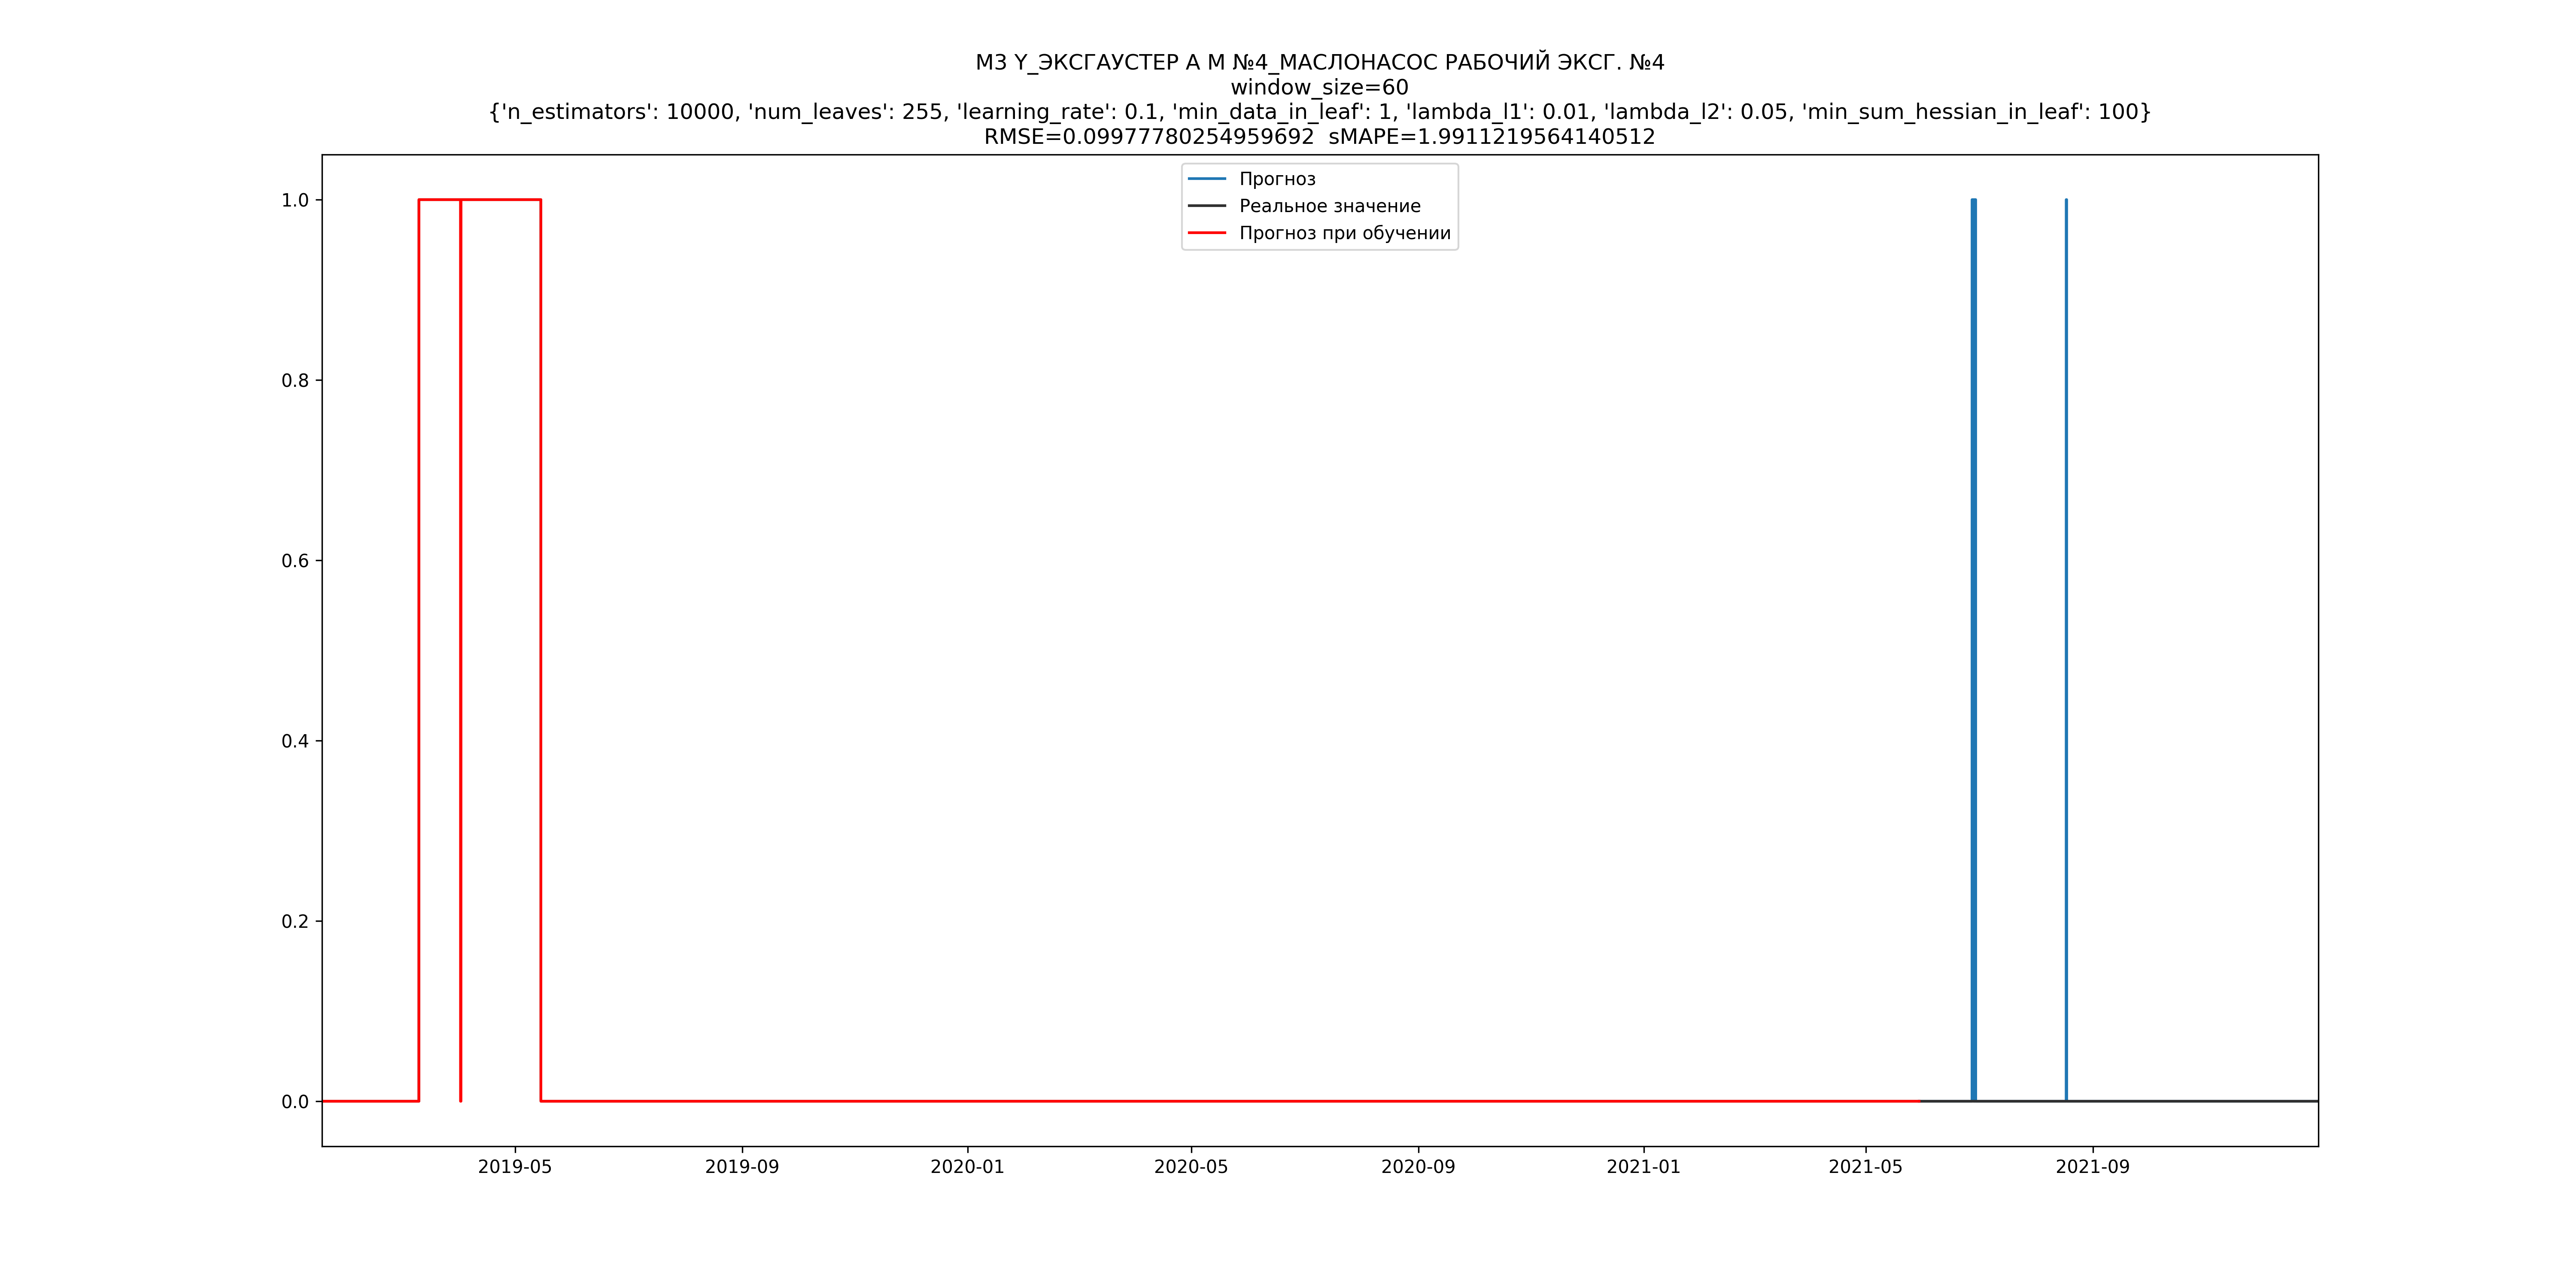 М3 Y_ЭКСГАУСТЕР А М №4_МАСЛОНАСОС РАБОЧИЙ ЭКСГ. №4
window_size=60
{'n_estimators': 10000, 'num_leaves': 255, 'learning_rate': 0.1, 'min_data_in_leaf': 1, 'lambda_l1': 0.01, 'lambda_l2': 0.05, 'min_sum_hessian_in_leaf': 100}
RMSE=0.09977780254959692  sMAPE=1.9911219564140512
Прогноз
Реальное значение
Прогноз при обучении
1.0
0.8
0.6
0.4
0.2
0.0
2019-05
2019-09
2020-01
2020-05
2020-09
2021-01
2021-05
2021-09